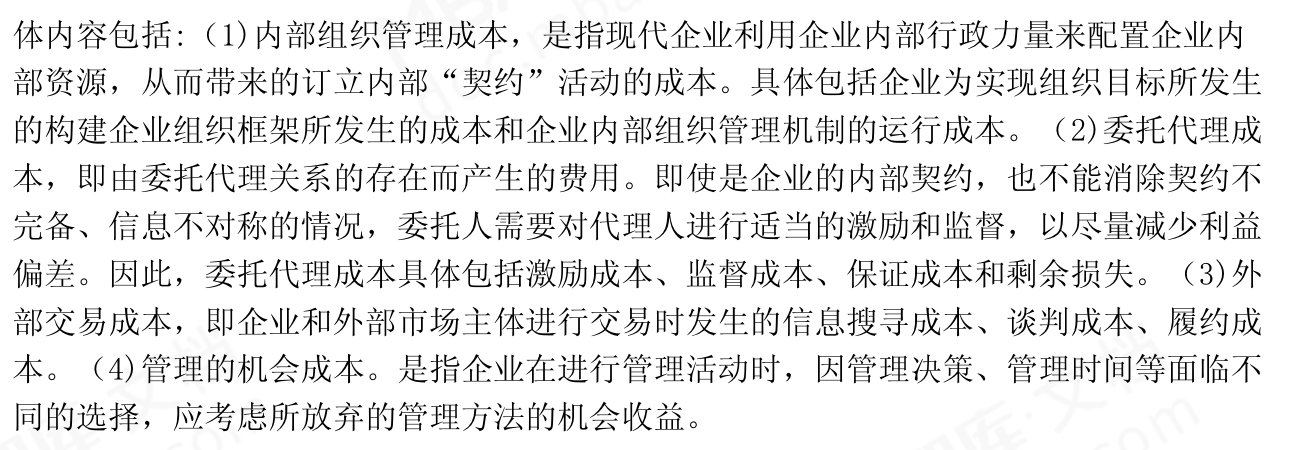 体内容包括:（1)内部组织管理成本，是指现代企业利用企业内部行政力量来配置企业内
部资源，从而带来的订立内部“契约”活动的成本。具体包括企业为实现组织目标所发生
的构建企业组织框架所发生的成本和企业内部组织管理机制的运行成本。（2)委托代理成
本，即由委托代理关系的存在而产生的费用。即使是企业的内部契约，也不能消除契约不
完备、信息不对称的情况，委托人需要对代理人进行适当的激励和监督，以尽量减少利益
偏差。因此，委托代理成本具体包括激励成本、监督成本、保证成本和剩余损失。（3)外
部交易成本，即企业和外部市场主体进行交易时发生的信息搜寻成本、谈判成本、履约成
本。（4)管理的机会成本。是指企业在进行管理活动时，因管理决策、管理时间等面临不
同的选择，应考虑所放弃的管理方法的机会收益。